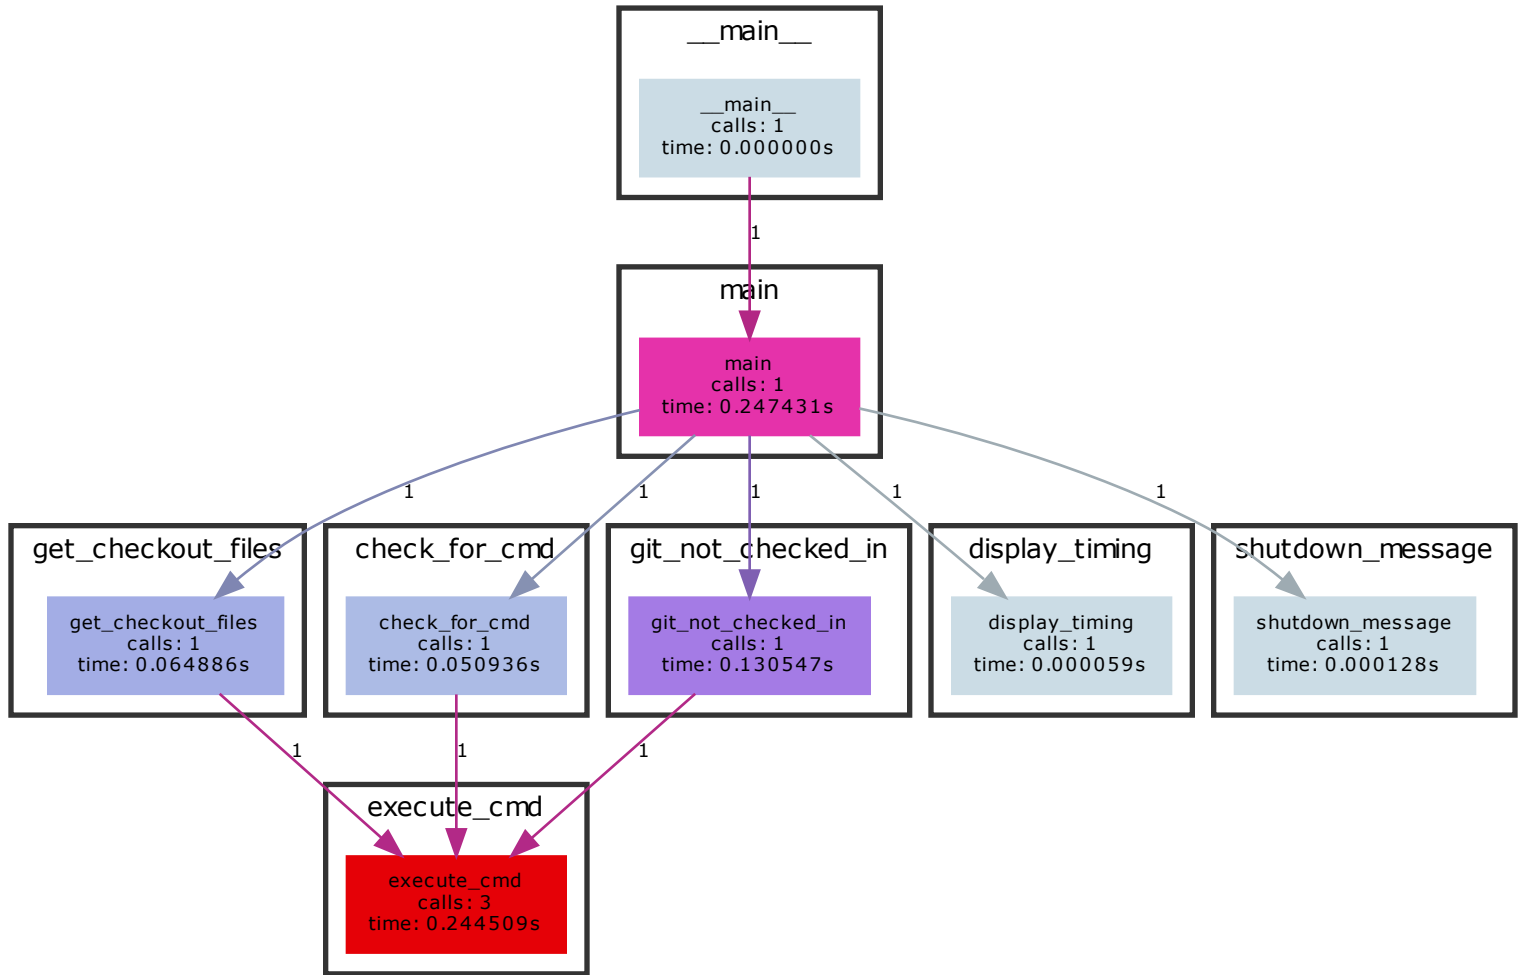 __main__
__main__
calls: 1
time: 0.000000s
1
main
main
calls: 1
time: 0.247431s
1
1
1
1
1
get_checkout_files
get_checkout_files
calls: 1
time: 0.064886s
check_for_cmd
check_for_cmd
calls: 1
time: 0.050936s
git_not_checked_in
git_not_checked_in
calls: 1
time: 0.130547s
display_timing
display_timing
calls: 1
time: 0.000059s
shutdown_message
shutdown_message
calls: 1
time: 0.000128s
1
1
1
execute_cmd
execute_cmd
calls: 3
time: 0.244509s